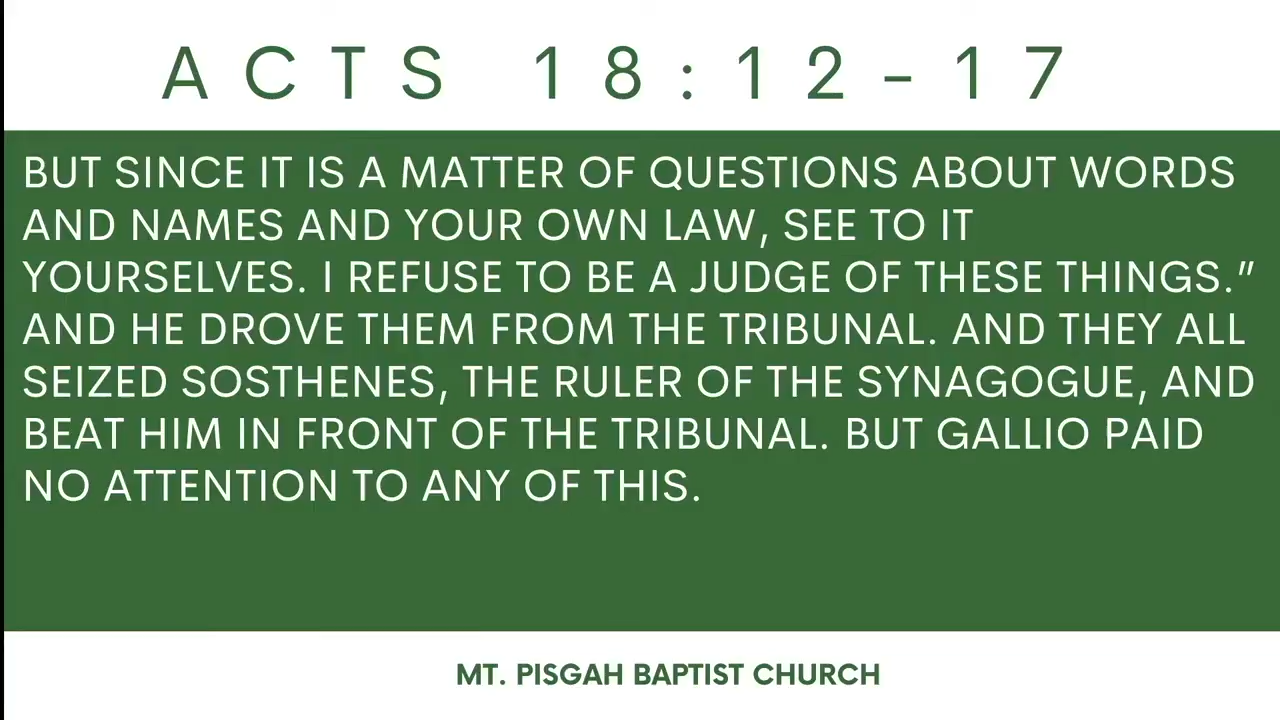 ACTS 18:12-17
BUT SINCE IT IS A MATTER OF QUESTIONS ABOUT WORDS
AND NAMES AND YOUR OWN LAW, SEE TO IT
YOURSELVES. I REFUSE TO BE A JUDGE OF THESE THINGS.”
AND HE DROVE THEM FROM THE TRIBUNAL. AND THEY ALL
SEIZED SOSTHENES, THE RULER OF THE SYNAGOGUE, AND
BEAT HIM IN FRONT OF THE TRIBUNAL. BUT GALLIO PAID
NO ATTENTION TO ANY OF THIS.
MT. PISGAH BAPTIST CHURCH